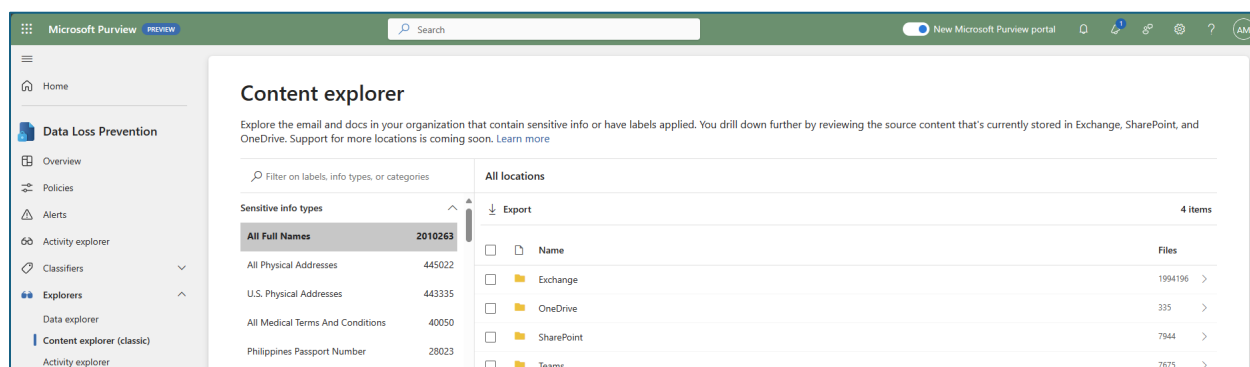 Microsoft Purview PREVIEW
Search
New Microsoft Purview portal
1
?
AM
Home
Data Loss Prevention
Overview
Policies
Alerts
Activity explorer
Classifiers
Explorers
Data explorer
Content explorer (classic)
Activity explorer
Content explorer
Explore the email and docs in your organization that contain sensitive info or have labels applied. You drill down further by reviewing the source content that's currently stored in Exchange, SharePoint, and
OneDrive. Support for more locations is coming soon. Learn more
Filter on labels, info types, or categories
Sensitive info types
All Full Names 2010263
All Physical Addresses 445022
U.S. Physical Addresses 443335
All Medical Terms And Conditions 40050
Philippines Passport Number 28023
All locations
Export 4 items
Name Files
Exchange 1994196
OneDrive 335
SharePoint 7944
Teams 7675